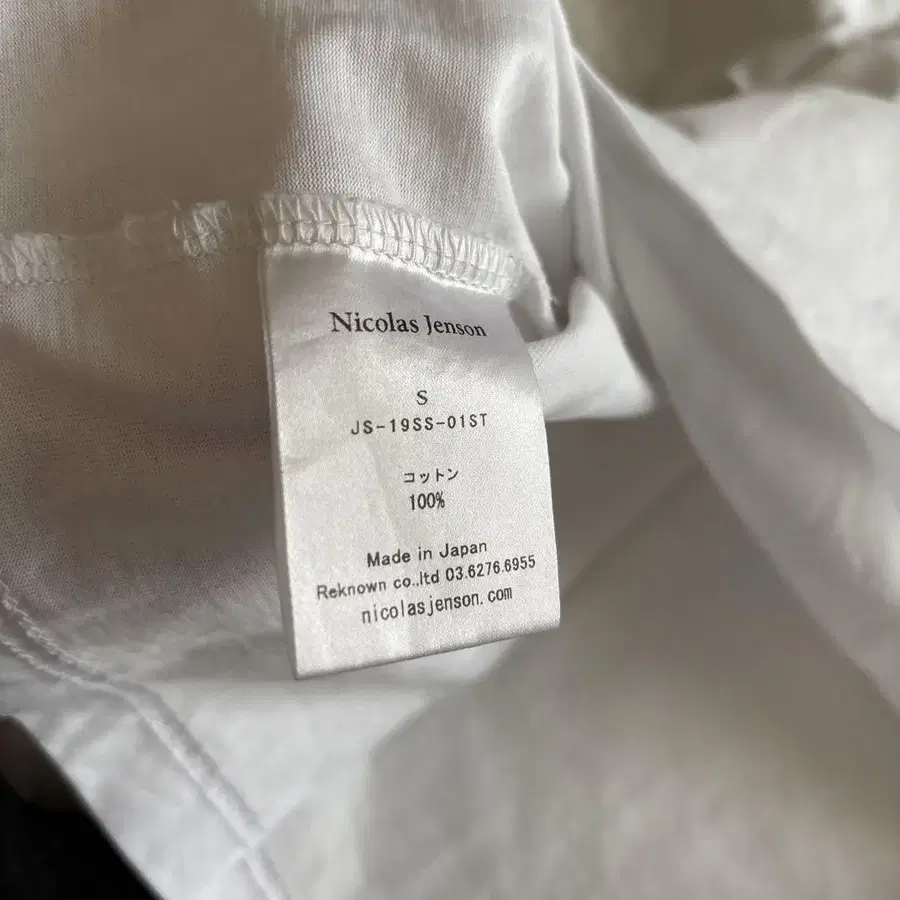 Nicolas Jenson
S
JS-19SS-01ST
コットン
100%
Made in Japan
Reknown co.,ltd 03.6276.6955
nicolasjenson.com